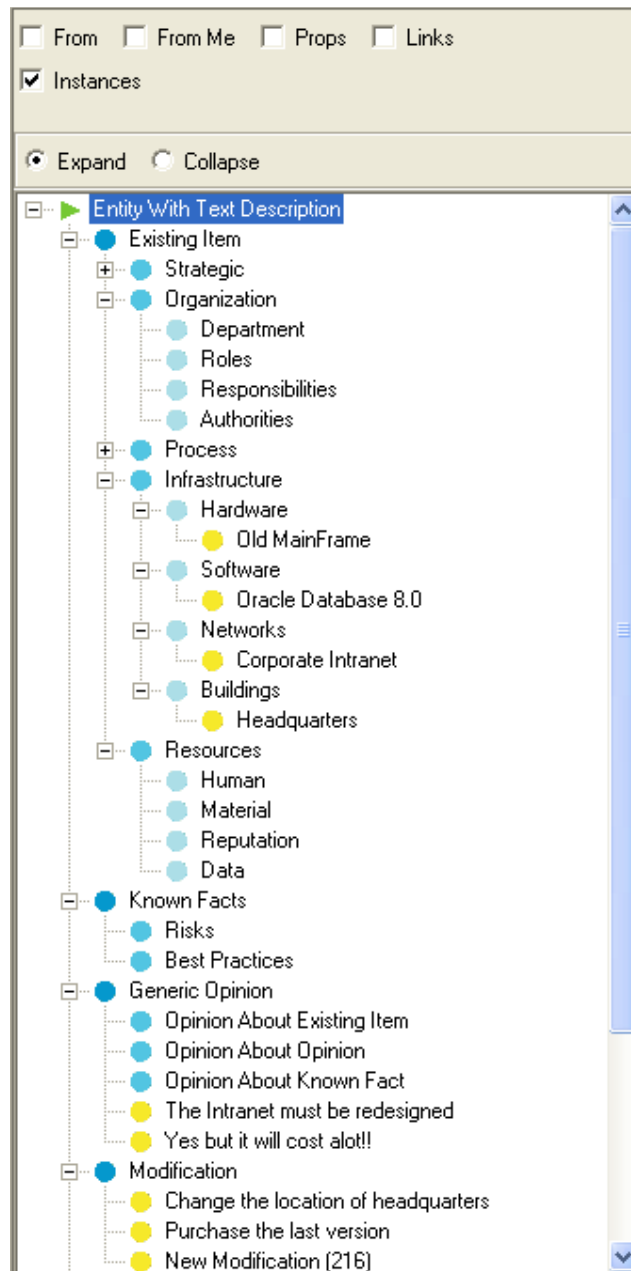 From From Me Props Links
Instances
Expand Collapse
Entity With Text Description
Existing Item
Strategic
Organization
Department
Roles
Responsibilities
Authorities
Process
Infrastructure
Hardware
Old MainFrame
Software
Oracle Database 8.0
Networks
Corporate Intranet
Buildings
Headquarters
Resources
Human
Material
Reputation
Data
Known Facts
Risks
Best Practices
Generic Opinion
Opinion About Existing Item
Opinion About Opinion
Opinion About Known Fact
The Intranet must be redesigned
Yes but it will cost alot!!
Modification
Change the location of headquarters
Purchase the last version
New Modification (216)